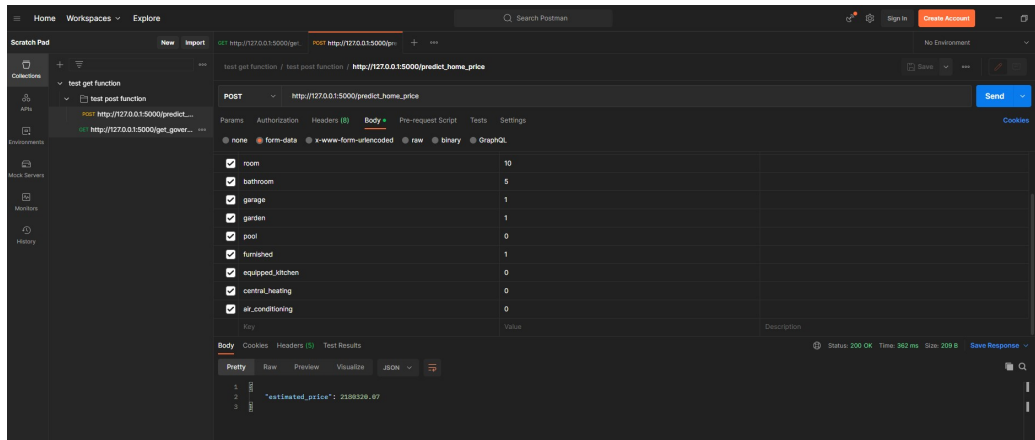 Home Workspaces Explore Search Postman Sign In Create Account
Scratch Pad New Import GET http://127.0.0.1:5000/get_ POST http://127.0.0.1:5000/pre No Environment
test get function / test post function / http://127.0.0.1:5000/predict_home_price Save
Collections
APIs
Environments
Mock Servers
Monitors
History
test get function
test post function
POST http://127.0.0.1:5000/predict_...
GET http://127.0.0.1:5000/get_gover...
POST http://127.0.0.1:5000/predict_home_price Send
Params Authorization Headers (8) Body Pre-request Script Tests Settings Cookies
none form-data x-www-form-urlencoded raw binary GraphQL
room 10
bathroom 5
garage 1
garden 1
pool 0
furnished 1
equipped_kitchen 0
central_heating 0
air_conditioning 0
Key Value Description
Body Cookies Headers (5) Test Results Status: 200 OK Time: 362 ms Size: 209 B Save Response
Pretty Raw Preview Visualize JSON
1 {
2 "estimated_price": 2180320.07
3 }